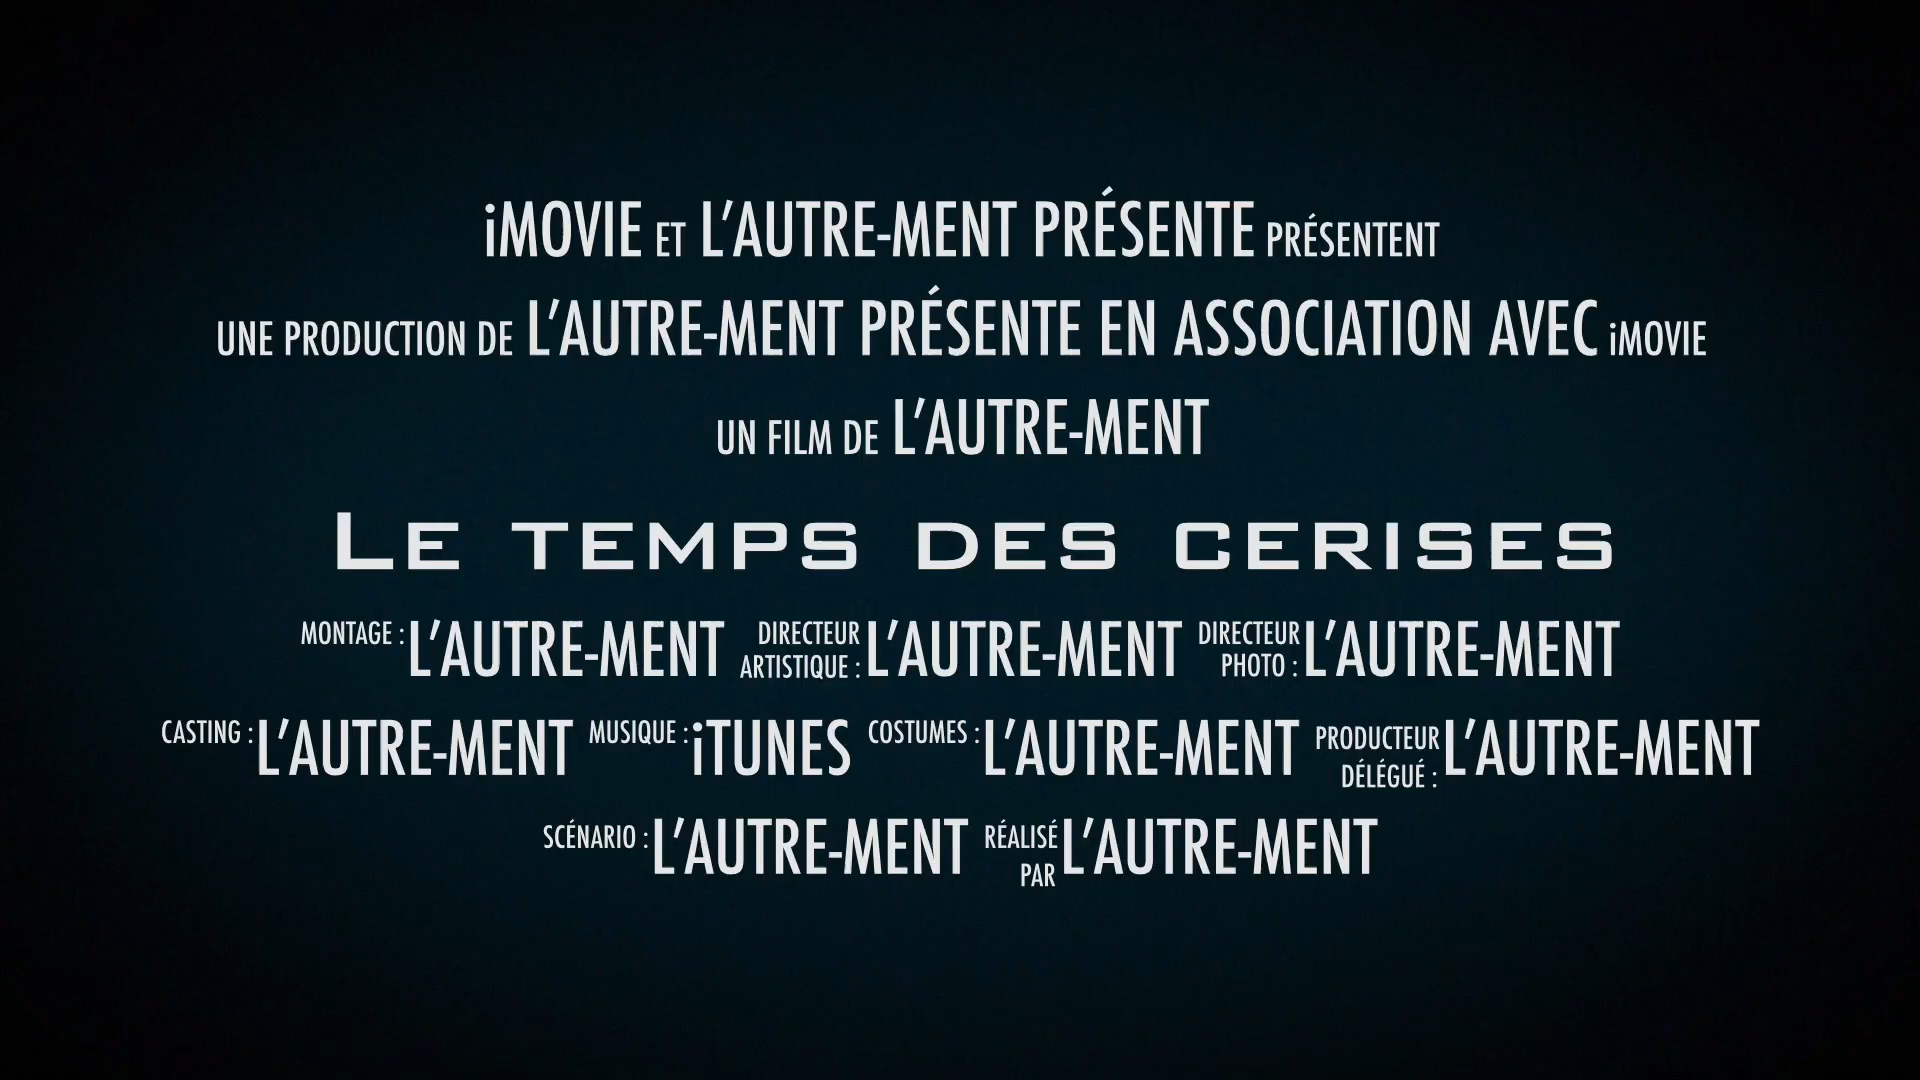 iMOVIE ET L'AUTRE-MENT PRÉSENTE PRÉSENTENT
UNE PRODUCTION DE L'AUTRE-MENT PRÉSENTE EN ASSOCIATION AVEC iMOVIE
UN FILM DE L'AUTRE-MENT
LE TEMPS DES CERISES
MONTAGE : L'AUTRE-MENT DIRECTEUR ARTISTIQUE : L'AUTRE-MENT DIRECTEUR PHOTO : L'AUTRE-MENT
CASTING : L'AUTRE-MENT MUSIQUE : iTUNES COSTUMES : L'AUTRE-MENT PRODUCTEUR DÉLÉGUÉ : L'AUTRE-MENT
SCÉNARIO : L'AUTRE-MENT RÉALISÉ PAR L'AUTRE-MENT